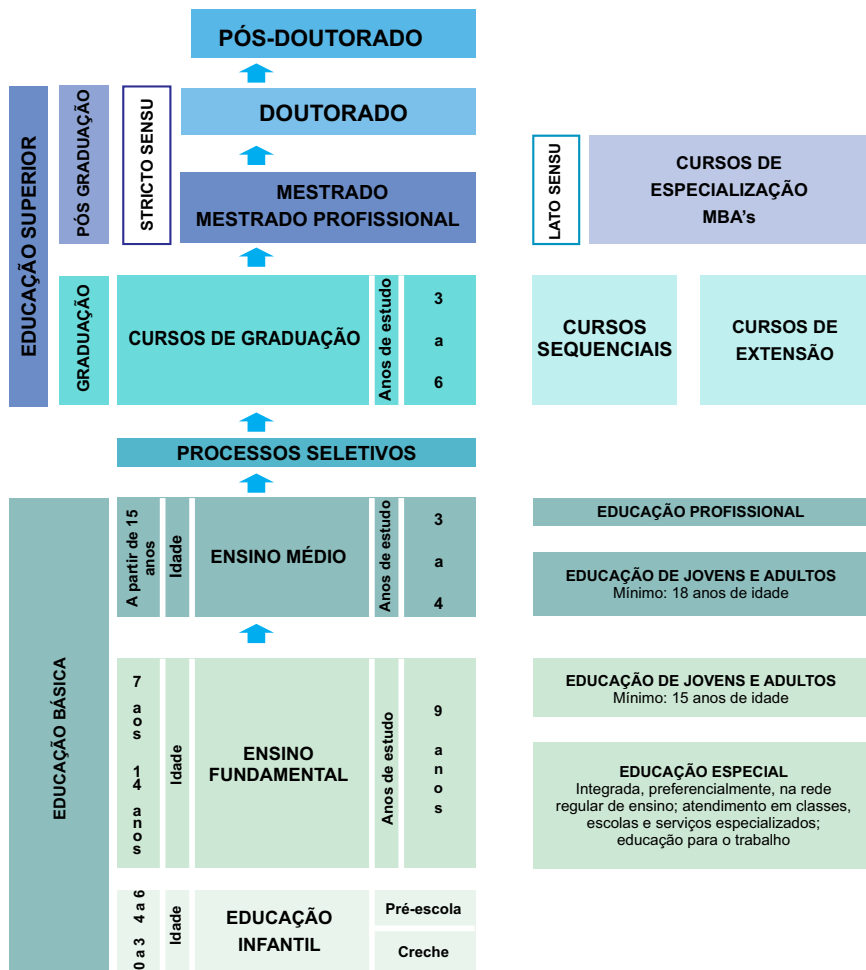 PÓS-DOUTORADO
EDUCAÇÃO SUPERIOR
PÓS GRADUAÇÃO
STRICTO SENSU
DOUTORADO
MESTRADO
MESTRADO PROFISSIONAL
LATO SENSU
CURSOS DE
ESPECIALIZAÇÃO
MBA's
GRADUAÇÃO
CURSOS DE GRADUAÇÃO
Anos de estudo
3
a
6
CURSOS
SEQUENCIAIS
CURSOS DE
EXTENSÃO
PROCESSOS SELETIVOS
EDUCAÇÃO BÁSICA
A partir de 15
anos
Idade
ENSINO MÉDIO
Anos de estudo
3
a
4
EDUCAÇÃO PROFISSIONAL
EDUCAÇÃO DE JOVENS E ADULTOS
Mínimo: 18 anos de idade
7 aos 14 anos
Idade
ENSINO
FUNDAMENTAL
Anos de estudo
9
a
n
o
s
EDUCAÇÃO DE JOVENS E ADULTOS
Mínimo: 15 anos de idade
EDUCAÇÃO ESPECIAL
Integrada, preferencialmente, na rede
regular de ensino; atendimento em classes,
escolas e serviços especializados;
educação para o trabalho
0 a 3 4 a 6
Idade
EDUCAÇÃO
INFANTIL
Pré-escola
Creche